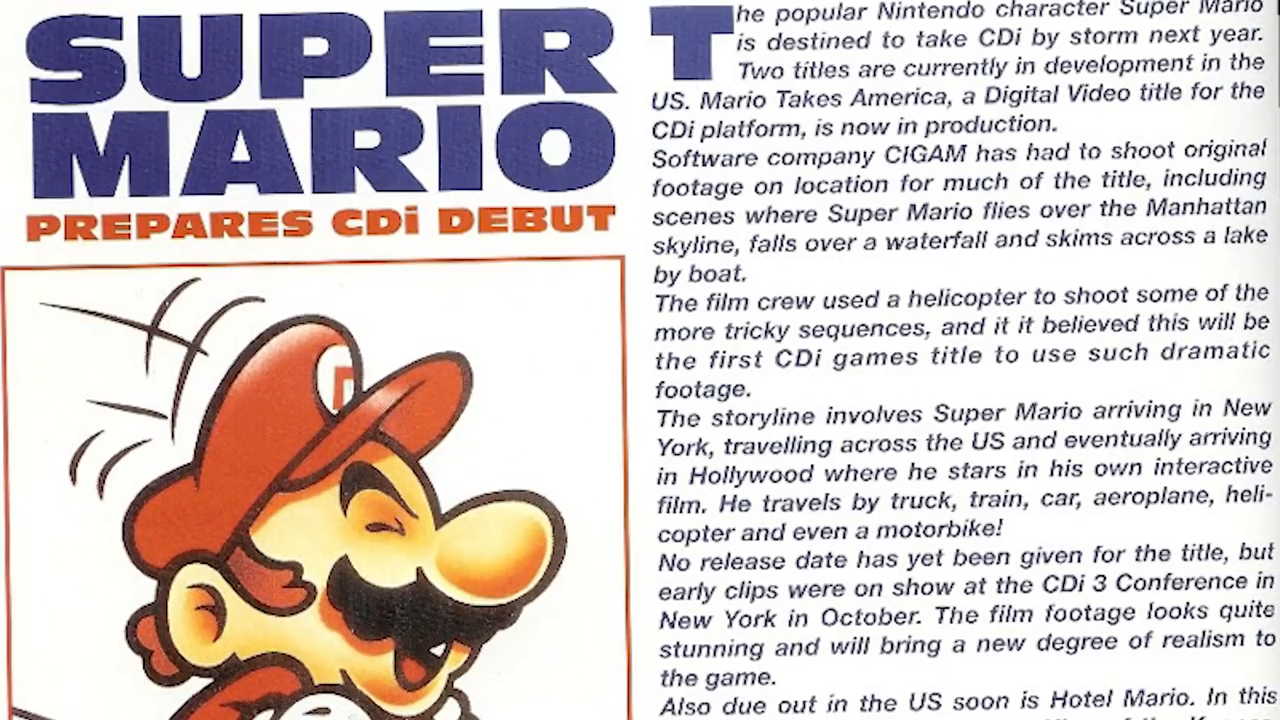 SUPER
MARIO
PREPARES CDi DEBUT
The popular Nintendo character Super Mario
is destined to take CDi by storm next year.
Two titles are currently in development in the
US. Mario Takes America, a Digital Video title for the
CDi platform, is now in production.
Software company CIGAM has had to shoot original
footage on location for much of the title, including
scenes where Super Mario flies over the Manhattan
skyline, falls over a waterfall and skims across a lake
by boat.
The film crew used a helicopter to shoot some of the
more tricky sequences, and it it believed this will be
the first CDi games title to use such dramatic
footage.
The storyline involves Super Mario arriving in New
York, travelling across the US and eventually arriving
in Hollywood where he stars in his own interactive
film. He travels by truck, train, car, aeroplane, heli-
copter and even a motorbike!
No release date has yet been given for the title, but
early clips were on show at the CDi 3 Conference in
New York in October. The film footage looks quite
stunning and will bring a new degree of realism to
the game.
Also due out in the US soon is Hotel Mario. In this